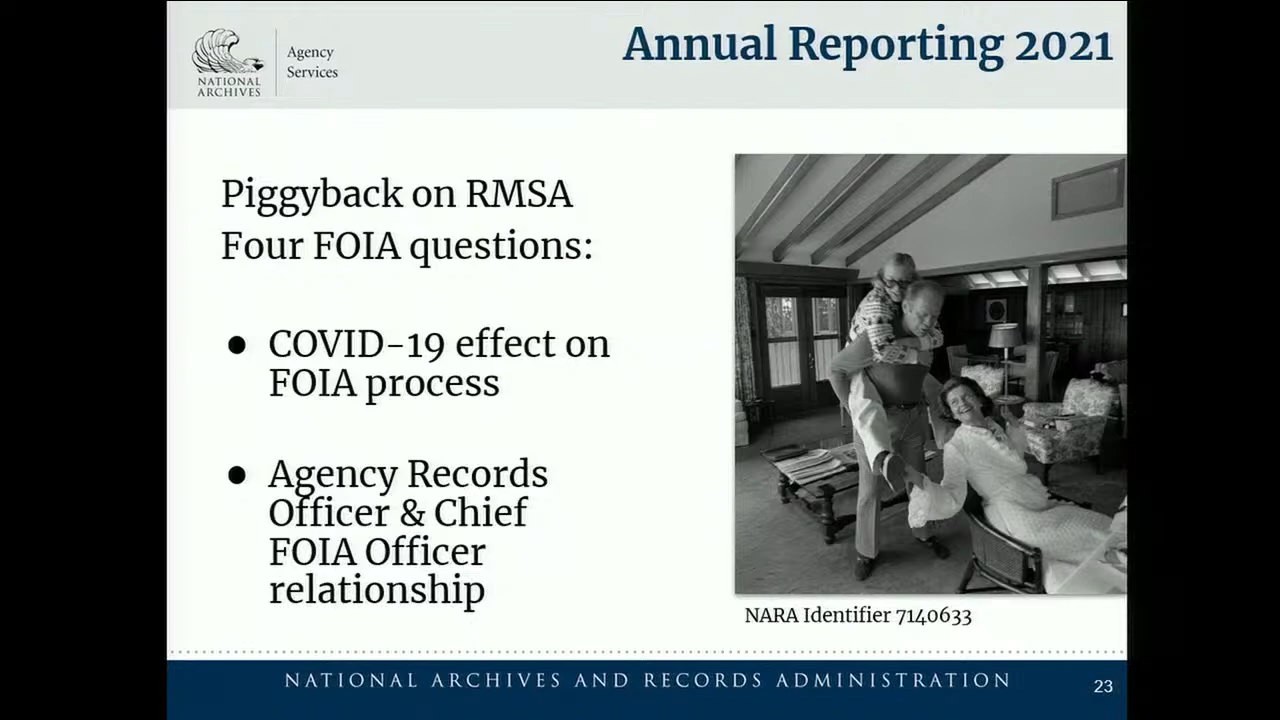 NATIONAL
ARCHIVES
Agency
Services
Annual Reporting 2021
Piggyback on RMSA
Four FOIA questions:
● COVID-19 effect on
FOIA process
● Agency Records
Officer & Chief
FOIA Officer
relationship
NARA Identifier 7140633
NATIONAL ARCHIVES AND RECORDS ADMINISTRATION
23